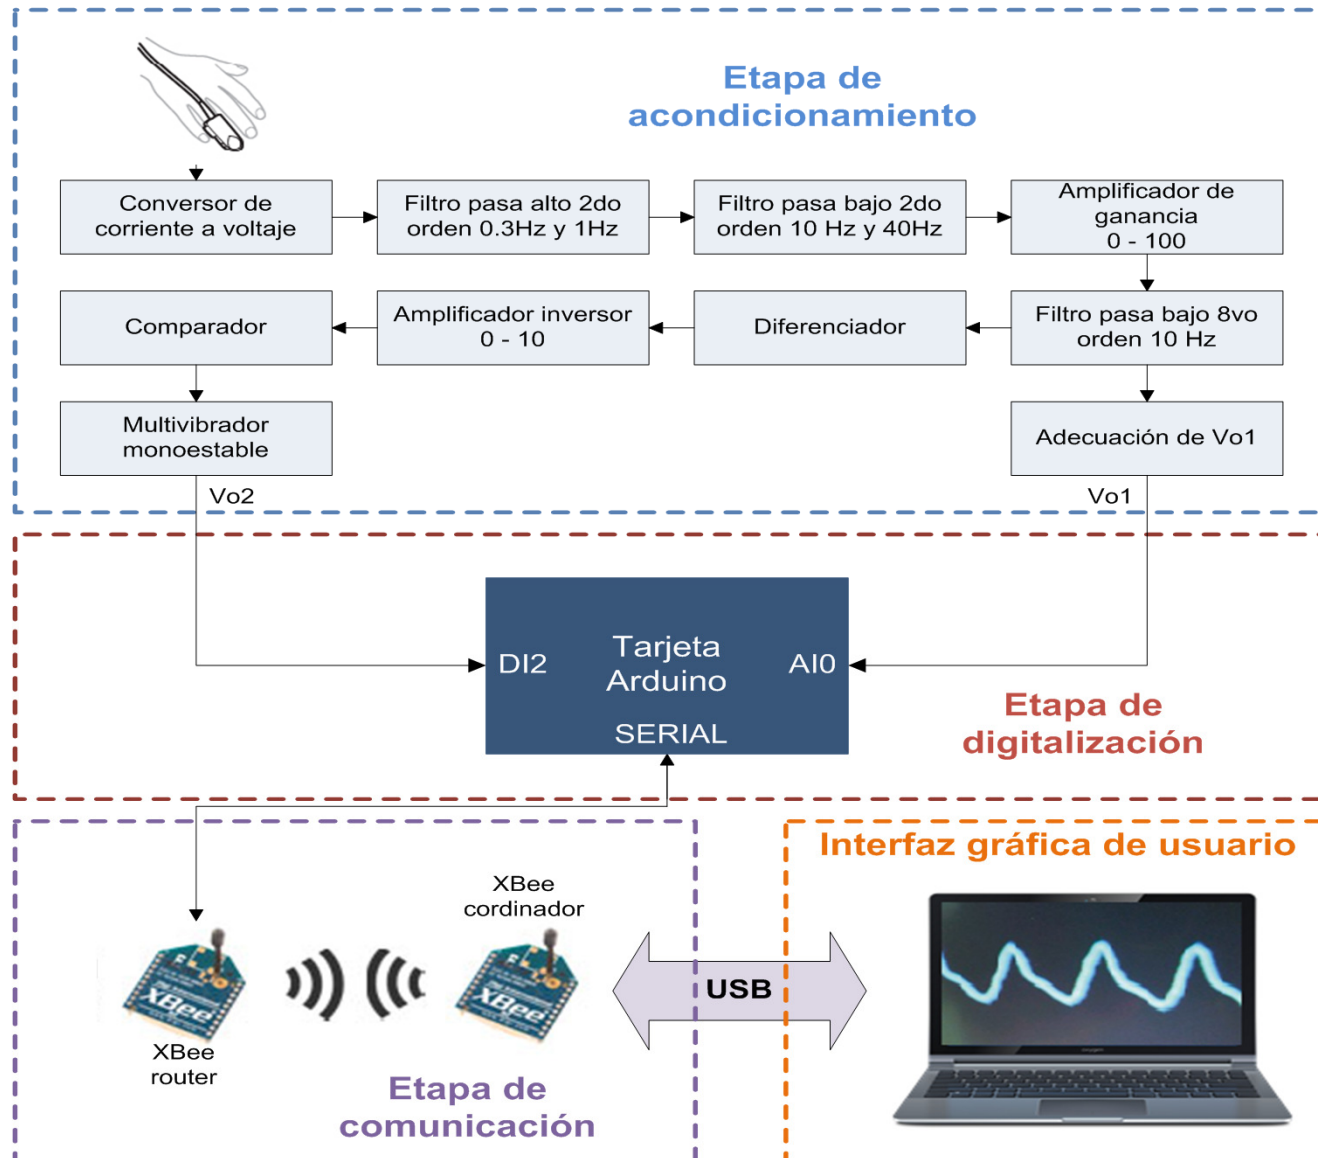 Etapa de
acondicionamiento
Conversor de
corriente a voltaje
Filtro pasa alto 2do
orden 0.3Hz y 1Hz
Filtro pasa bajo 2do
orden 10 Hz y 40Hz
Amplificador de
ganancia
0 - 100
Comparador
Amplificador inversor
0 - 10
Diferenciador
Filtro pasa bajo 8vo
orden 10 Hz
Multivibrador
monoestable
Adecuación de Vo1
Vo2
Vo1
DI2
Tarjeta
Arduino
AI0
SERIAL
Etapa de
digitalización
Interfaz gráfica de usuario
XBee
cordinador
XBee
XBee
USB
XBee
router
Etapa de
comunicación